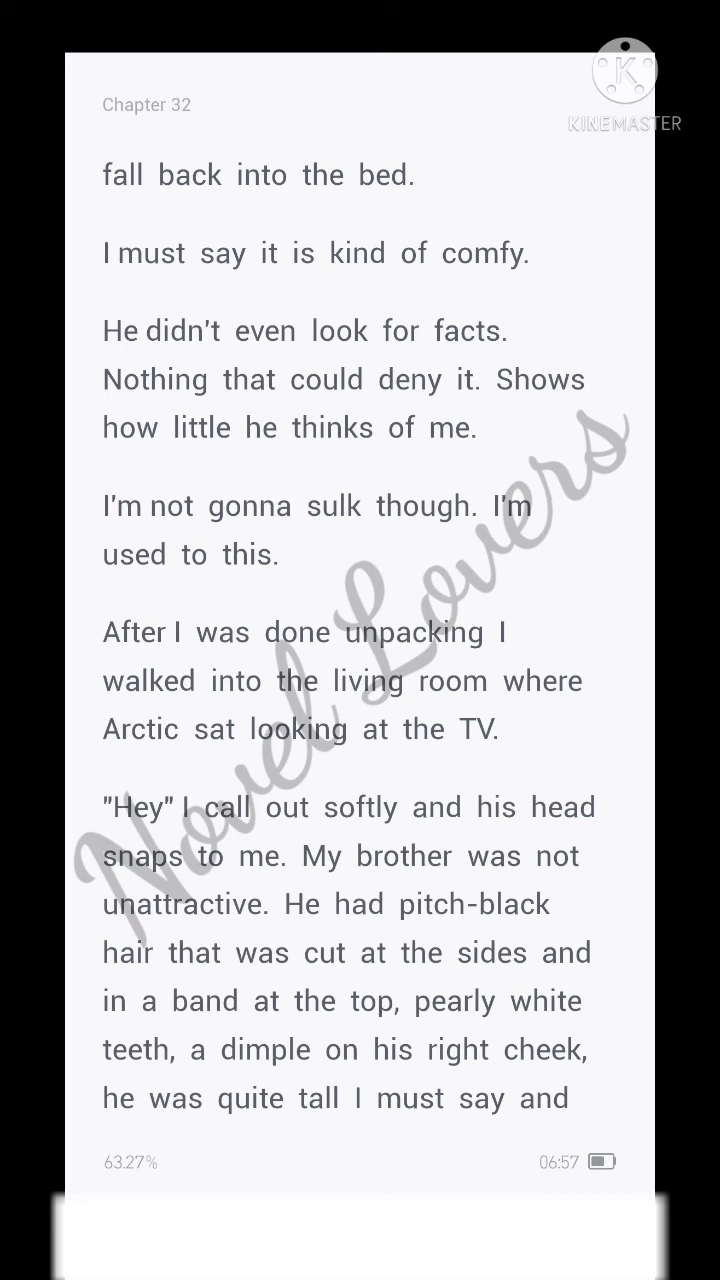 KINEMASTER
Chapter 32
fall back into the bed.
I must say it is kind of comfy.
He didn't even look for facts.
Nothing that could deny it. Shows
how little he thinks of me.
I'm not gonna sulk though. I'm
used to this.
After I was done unpacking I
walked into the living room where
Arctic sat looking at the TV.
"Hey" I call out softly and his head
snaps to me. My brother was not
unattractive. He had pitch-black
hair that was cut at the sides and
in a band at the top, pearly white
teeth, a dimple on his right cheek,
he was quite tall I must say and
Novel Lovers
63.27%
06:57